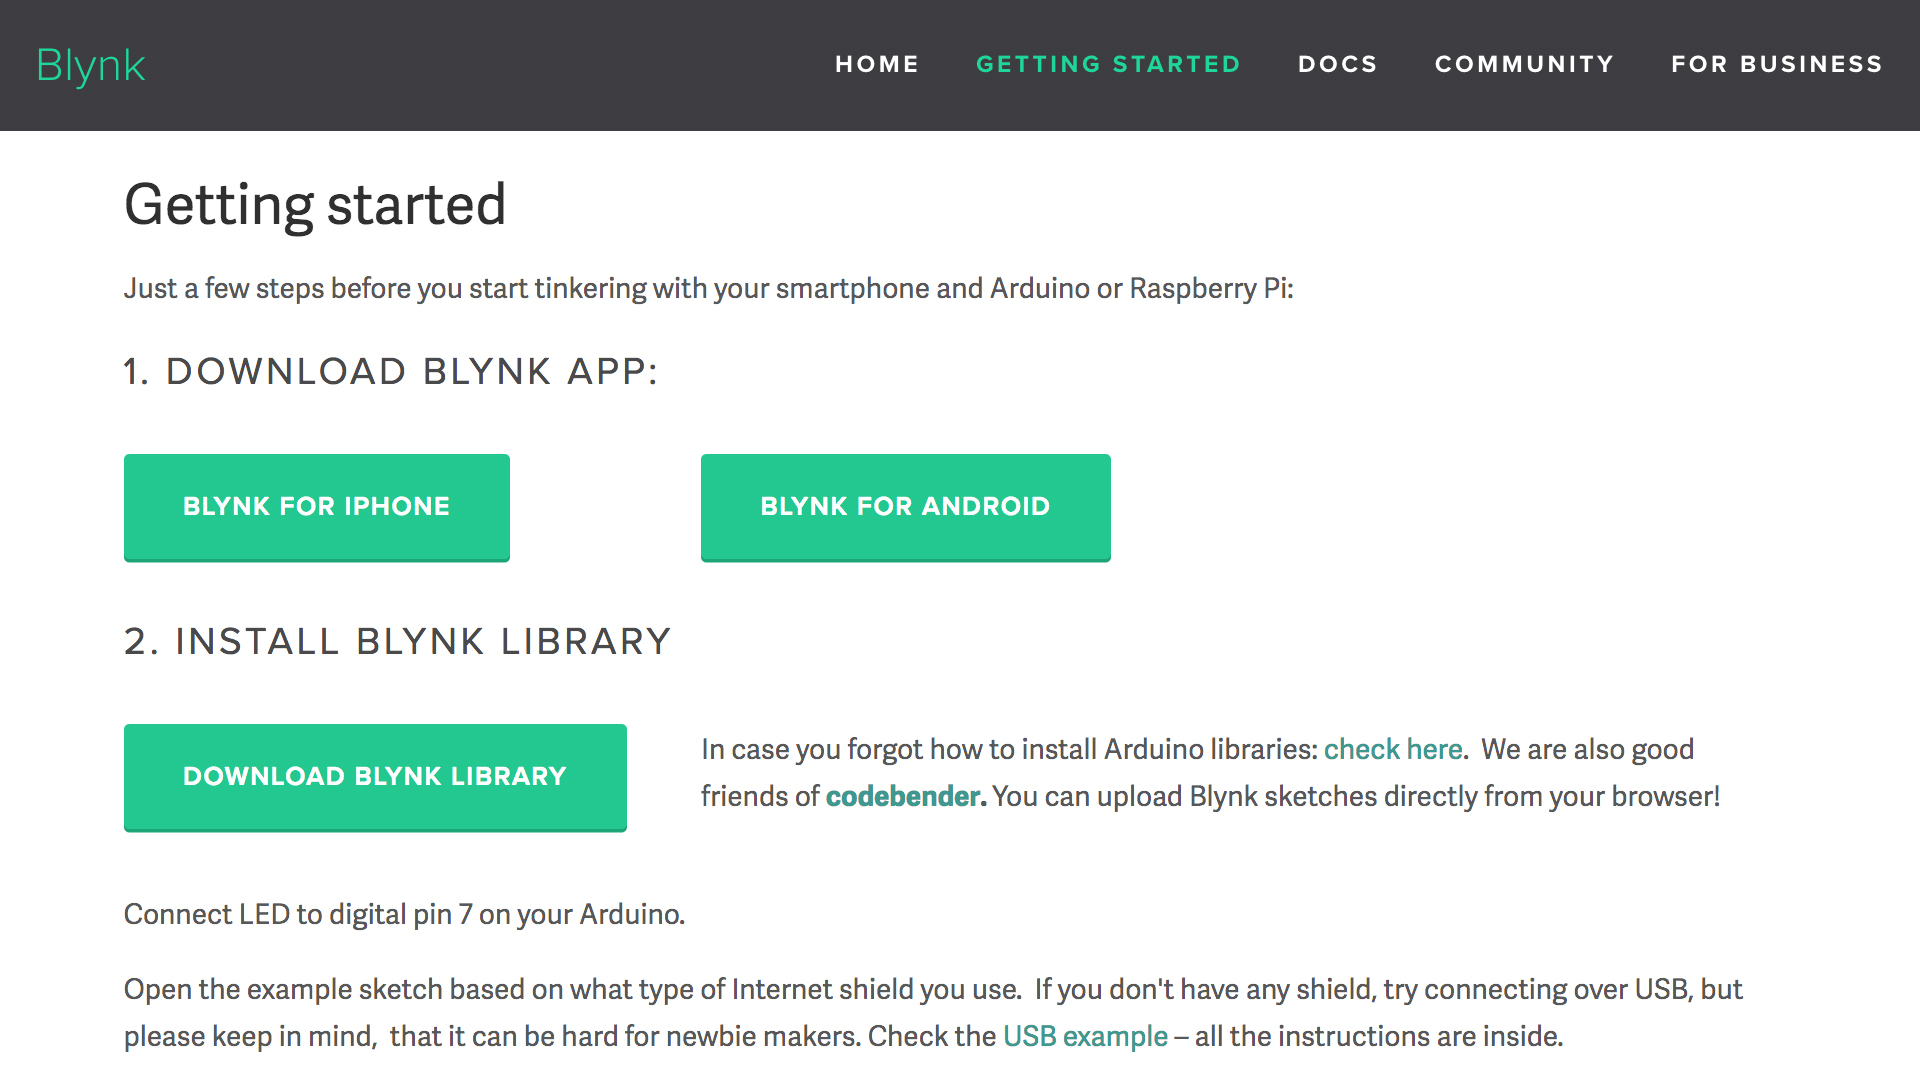 Blynk
HOME
GETTING STARTED
DOCS
COMMUNITY
FOR BUSINESS
Getting started
Just a few steps before you start tinkering with your smartphone and Arduino or Raspberry Pi:
1. DOWNLOAD BLYNK APP:
BLYNK FOR IPHONE
BLYNK FOR ANDROID
2. INSTALL BLYNK LIBRARY
DOWNLOAD BLYNK LIBRARY
In case you forgot how to install Arduino libraries: check here.  We are also good
friends of codebender. You can upload Blynk sketches directly from your browser!
Connect LED to digital pin 7 on your Arduino.
Open the example sketch based on what type of Internet shield you use.  If you don't have any shield, try connecting over USB, but
please keep in mind,  that it can be hard for newbie makers. Check the USB example – all the instructions are inside.